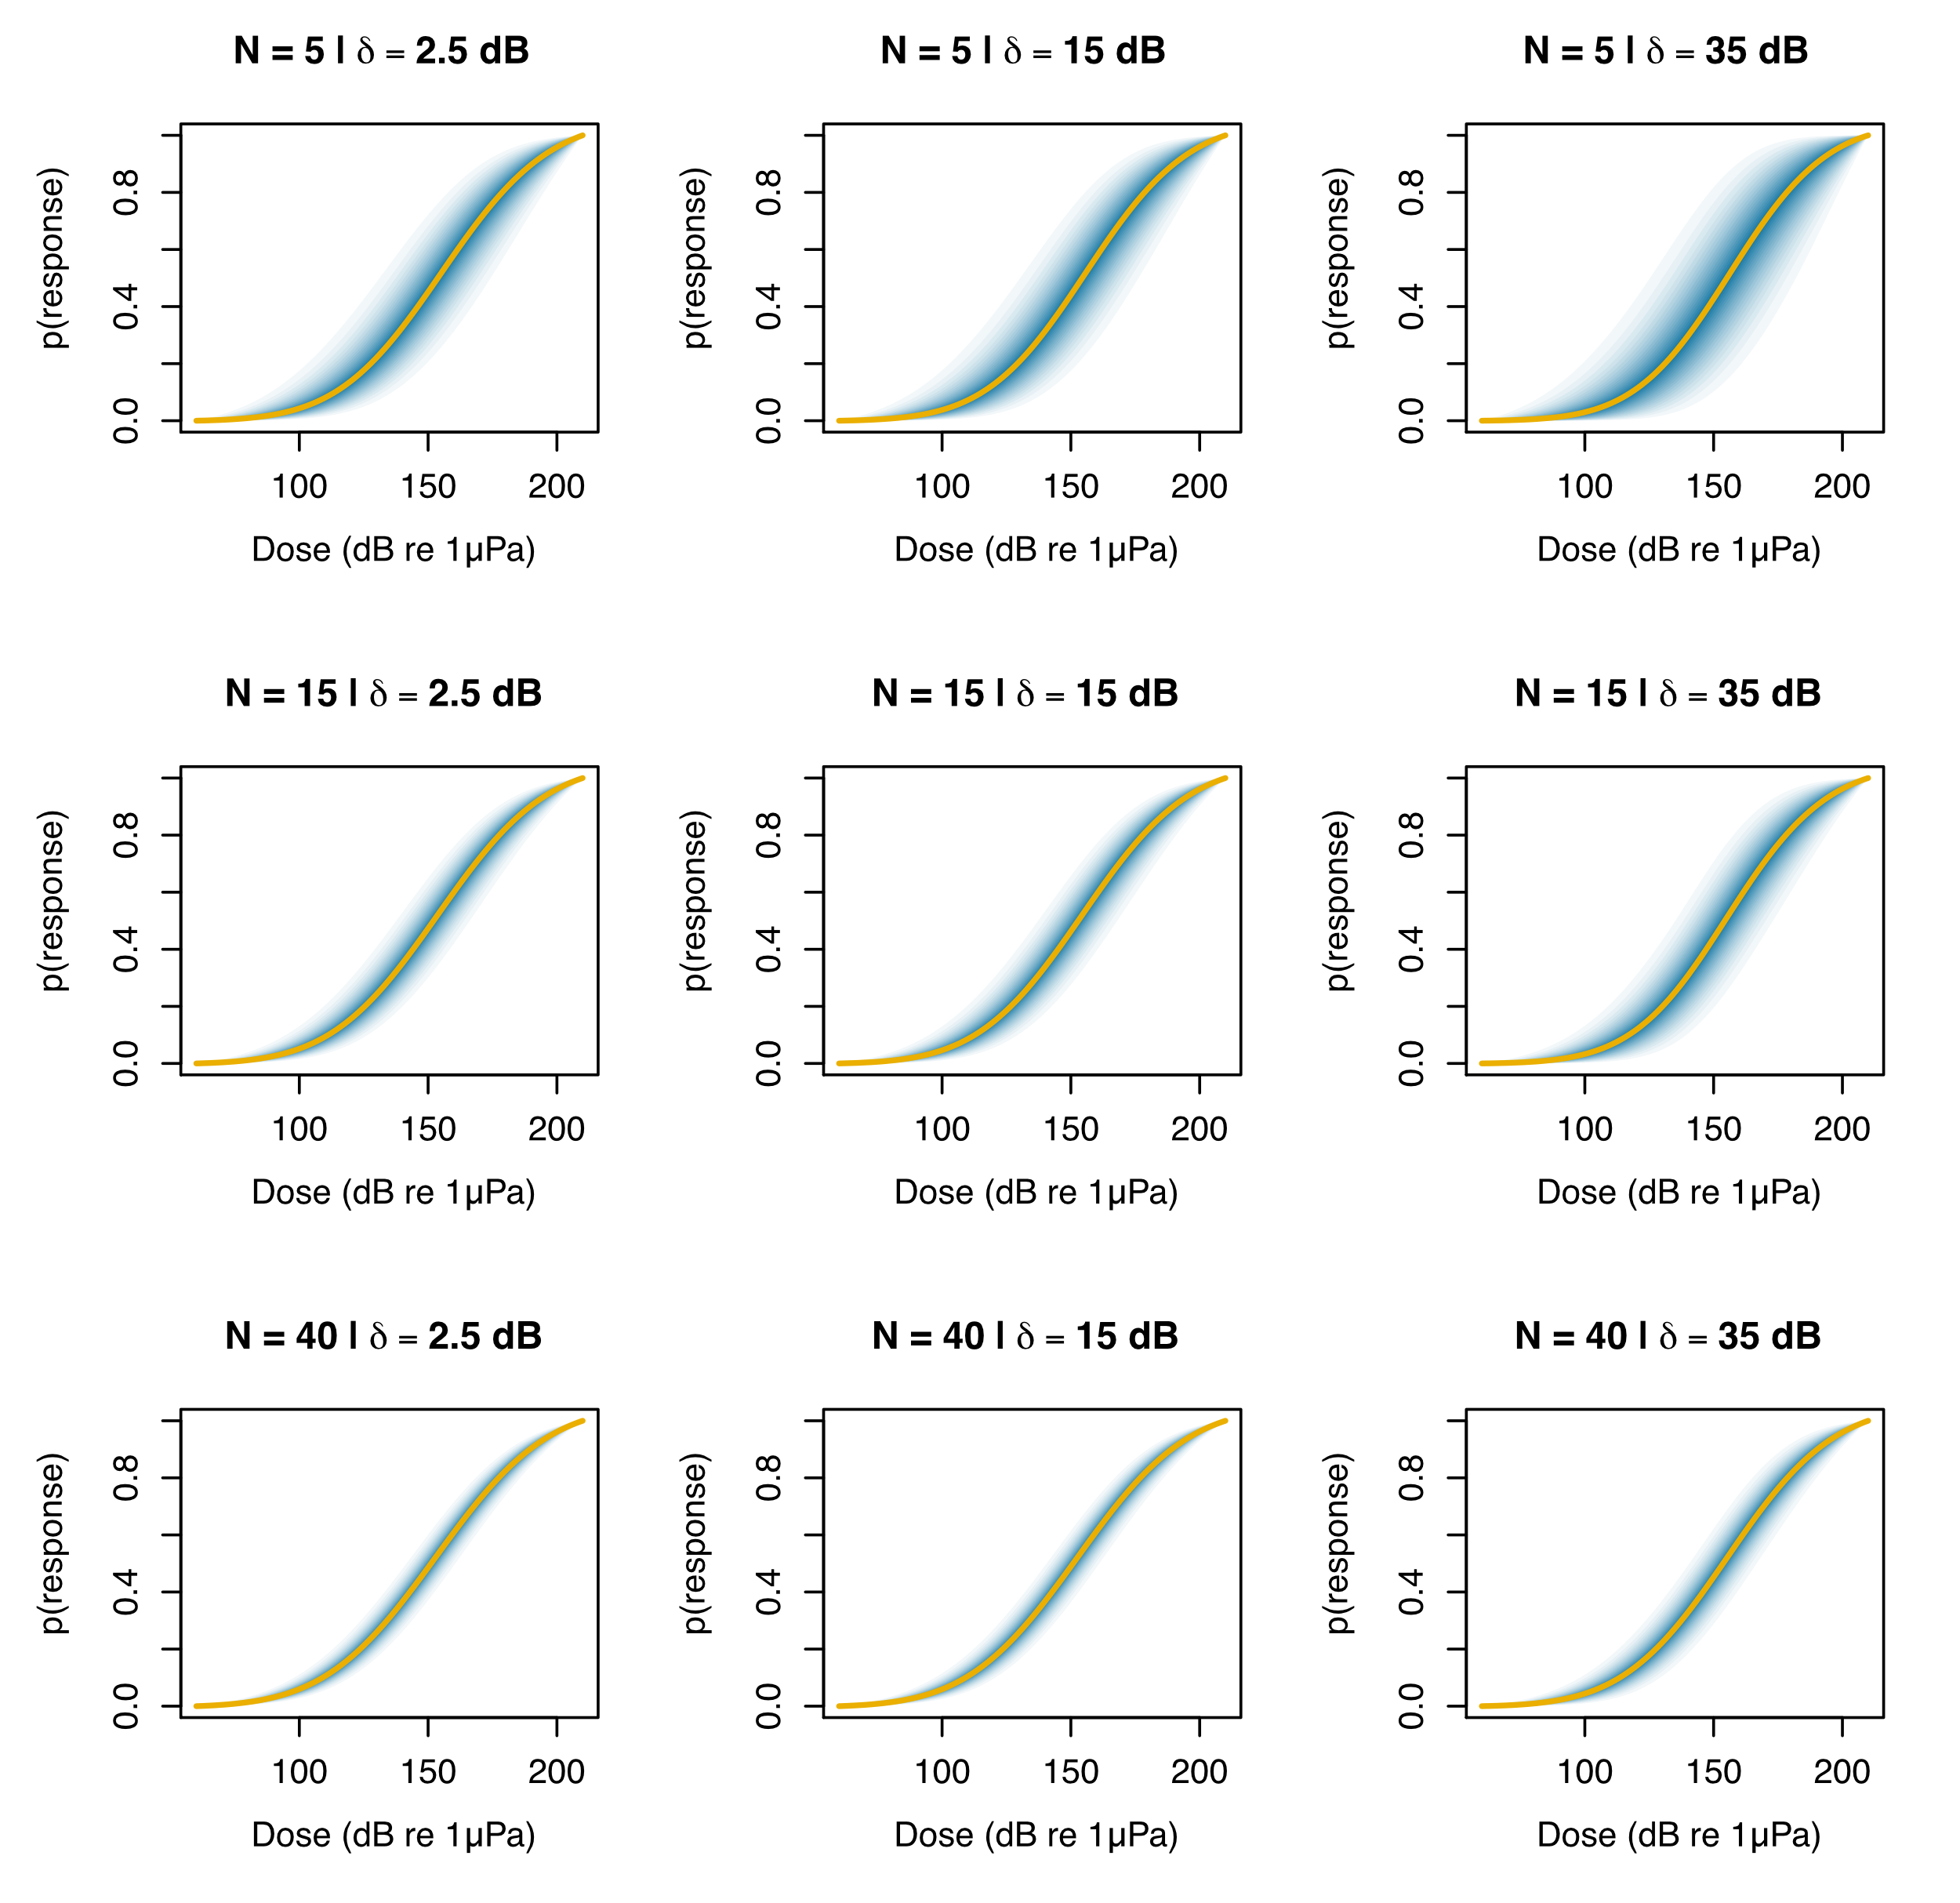 N = 5 | δ = 2.5 dB
N = 5 | δ = 15 dB
N = 5 | δ = 35 dB
p(response)
0.0 0.4 0.8
100 150 200
Dose (dB re 1µPa)
p(response)
0.0 0.4 0.8
100 150 200
Dose (dB re 1µPa)
p(response)
0.0 0.4 0.8
100 150 200
Dose (dB re 1µPa)
N = 15 | δ = 2.5 dB
N = 15 | δ = 15 dB
N = 15 | δ = 35 dB
p(response)
0.0 0.4 0.8
100 150 200
Dose (dB re 1µPa)
p(response)
0.0 0.4 0.8
100 150 200
Dose (dB re 1µPa)
p(response)
0.0 0.4 0.8
100 150 200
Dose (dB re 1µPa)
N = 40 | δ = 2.5 dB
N = 40 | δ = 15 dB
N = 40 | δ = 35 dB
p(response)
0.0 0.4 0.8
100 150 200
Dose (dB re 1µPa)
p(response)
0.0 0.4 0.8
100 150 200
Dose (dB re 1µPa)
p(response)
0.0 0.4 0.8
100 150 200
Dose (dB re 1µPa)